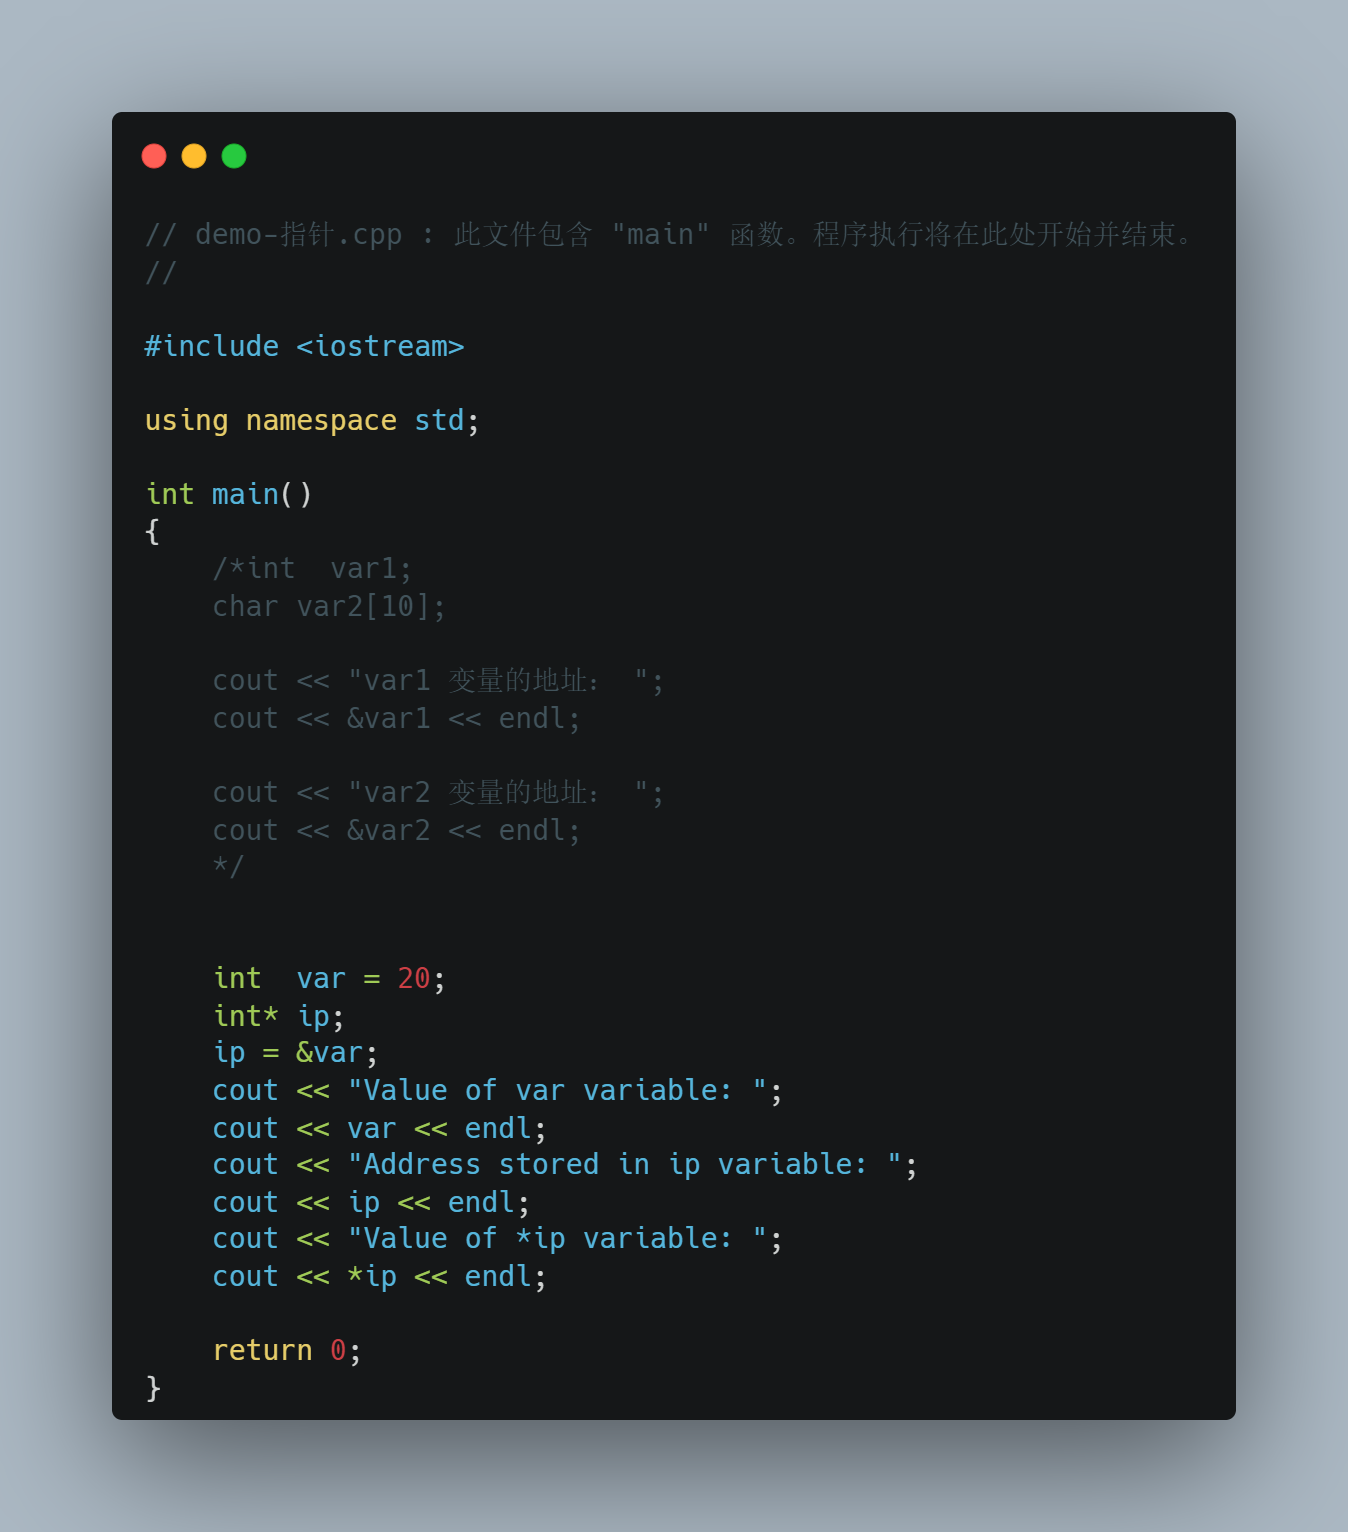 // demo-指针.cpp : 此文件包含 "main" 函数。程序执行将在此处开始并结束。
//
#include <iostream>
using namespace std;
int main()
{
    /*int  var1;
    char var2[10];
    cout << "var1 变量的地址： ";
    cout << &var1 << endl;
    cout << "var2 变量的地址： ";
    cout << &var2 << endl;
    */
    int  var = 20;
    int* ip;
    ip = &var;
    cout << "Value of var variable: ";
    cout << var << endl;
    cout << "Address stored in ip variable: ";
    cout << ip << endl;
    cout << "Value of *ip variable: ";
    cout << *ip << endl;
    return 0;
}